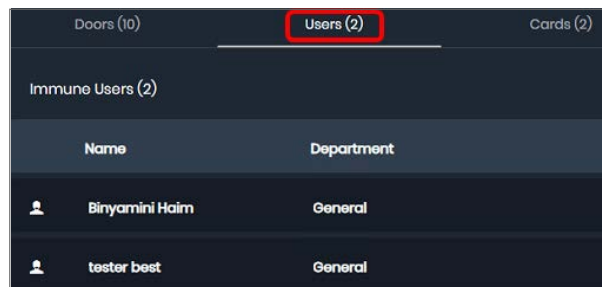 Doors (10) Users (2) Cards (2)
Immune Users (2)
Name Department
Binyamini Haim General
tester best General